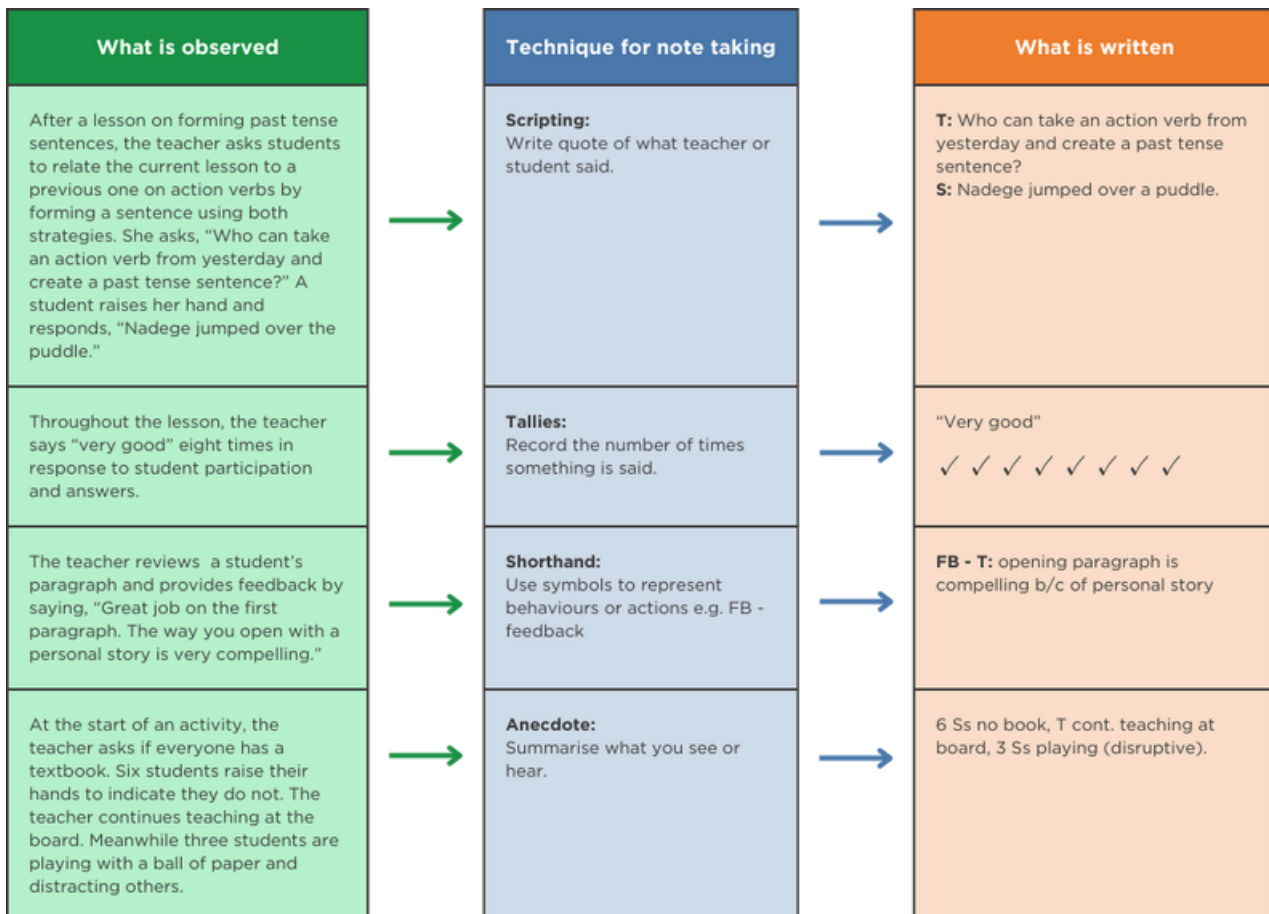 What is observed
Technique for note taking
What is written
After a lesson on forming past tense
sentences, the teacher asks students
to relate the current lesson to a
previous one on action verbs by
forming a sentence using both
strategies. She asks, “Who can take
an action verb from yesterday and
create a past tense sentence?” A
student raises her hand and
responds, “Nadege jumped over the
puddle.”
Scripting:
Write quote of what teacher or
student said.
T: Who can take an action verb from
yesterday and create a past tense
sentence?
S: Nadege jumped over a puddle.
Throughout the lesson, the teacher
says “very good” eight times in
response to student participation
and answers.
Tallies:
Record the number of times
something is said.
“Very good”
✓ ✓ ✓ ✓ ✓ ✓ ✓ ✓
The teacher reviews a student’s
paragraph and provides feedback by
saying, “Great job on the first
paragraph. The way you open with a
personal story is very compelling.”
Shorthand:
Use symbols to represent
behaviours or actions e.g. FB -
feedback
FB - T: opening paragraph is
compelling b/c of personal story
At the start of an activity, the
teacher asks if everyone has a
textbook. Six students raise their
hands to indicate they do not. The
teacher continues teaching at the
board. Meanwhile three students are
playing with a ball of paper and
distracting others.
Anecdote:
Summarise what you see or
hear.
6 Ss no book, T cont. teaching at
board, 3 Ss playing (disruptive).